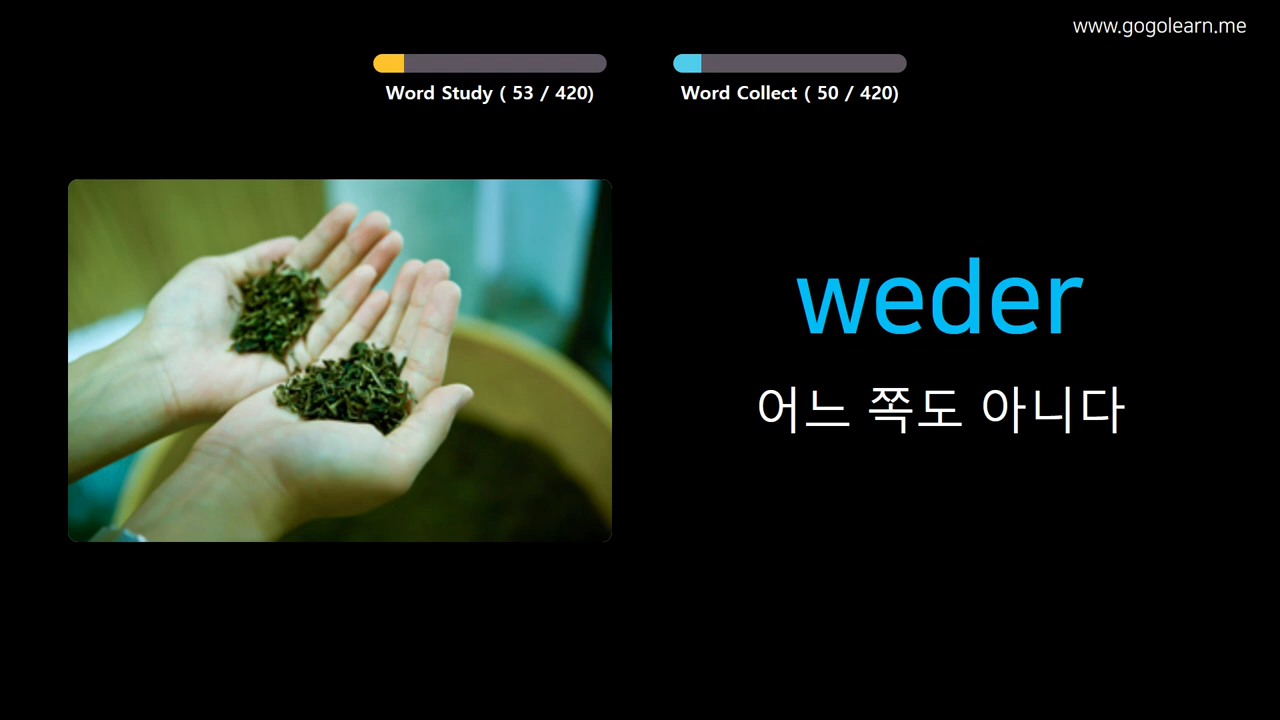 www.gogolearn.me
Word Study ( 53 / 420)
Word Collect ( 50 / 420)
weder
어느 쪽도 아니다